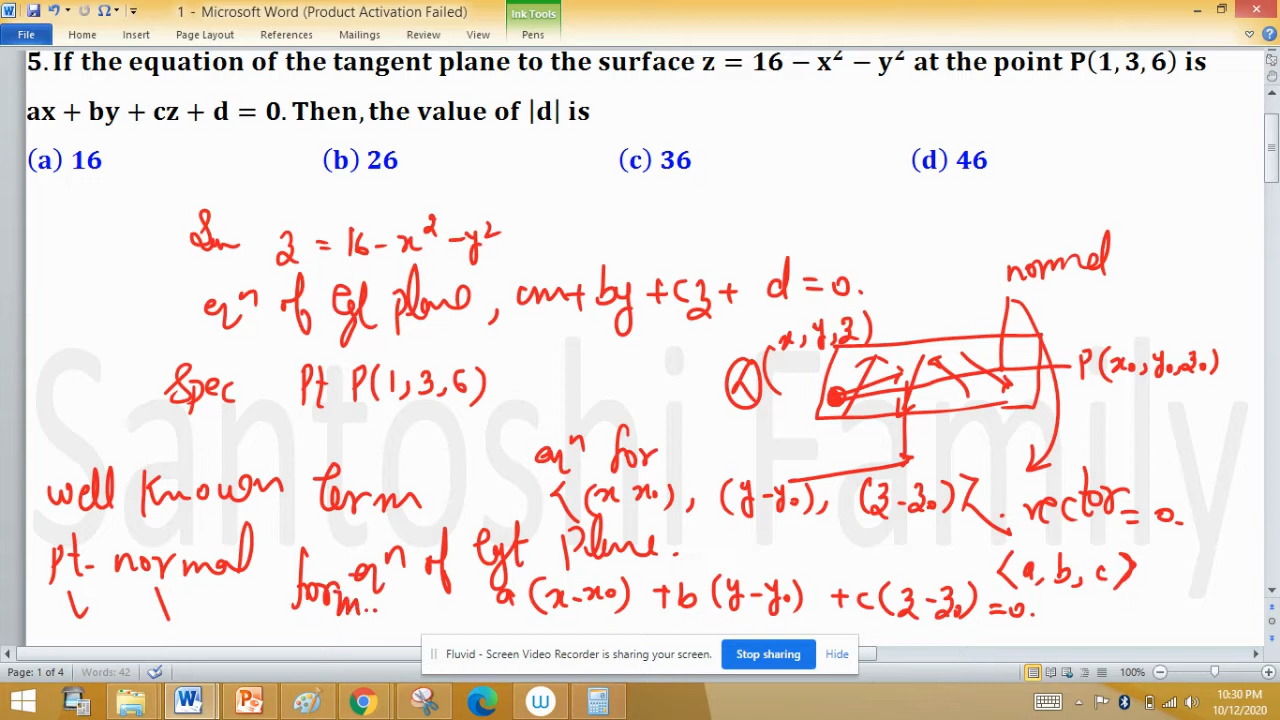 1 - Microsoft Word (Product Activation Failed)
Ink Tools
File Home Insert Page Layout References Mailings Review View Pens
5. If the equation of the tangent plane to the surface z = 16 − x² − y² at the point P(1, 3, 6) is
ax + by + cz + d = 0. Then, the value of |d| is
(a) 16 (b) 26 (c) 36 (d) 46
z = 16 - x² - y²
eqⁿ of tgt plane, ax+ by + cz + d = 0.
normal
(x, y, z)
P(x₀, y₀, z₀)
Pt P(1, 3, 6)
eqⁿ for
well known term
<(x x₀), (y-y₀), (z-z₀)> . vector = 0.
Pt. normal form eqⁿ of tgt Plane.
<a, b, c>
a(x-x₀) + b(y-y₀) + c(z-z₀) = 0.
Santoshi Family
Fluvid - Screen Video Recorder is sharing your screen. Stop sharing Hide
Page: 1 of 4 Words: 42 100%
10:30 PM
10/12/2020